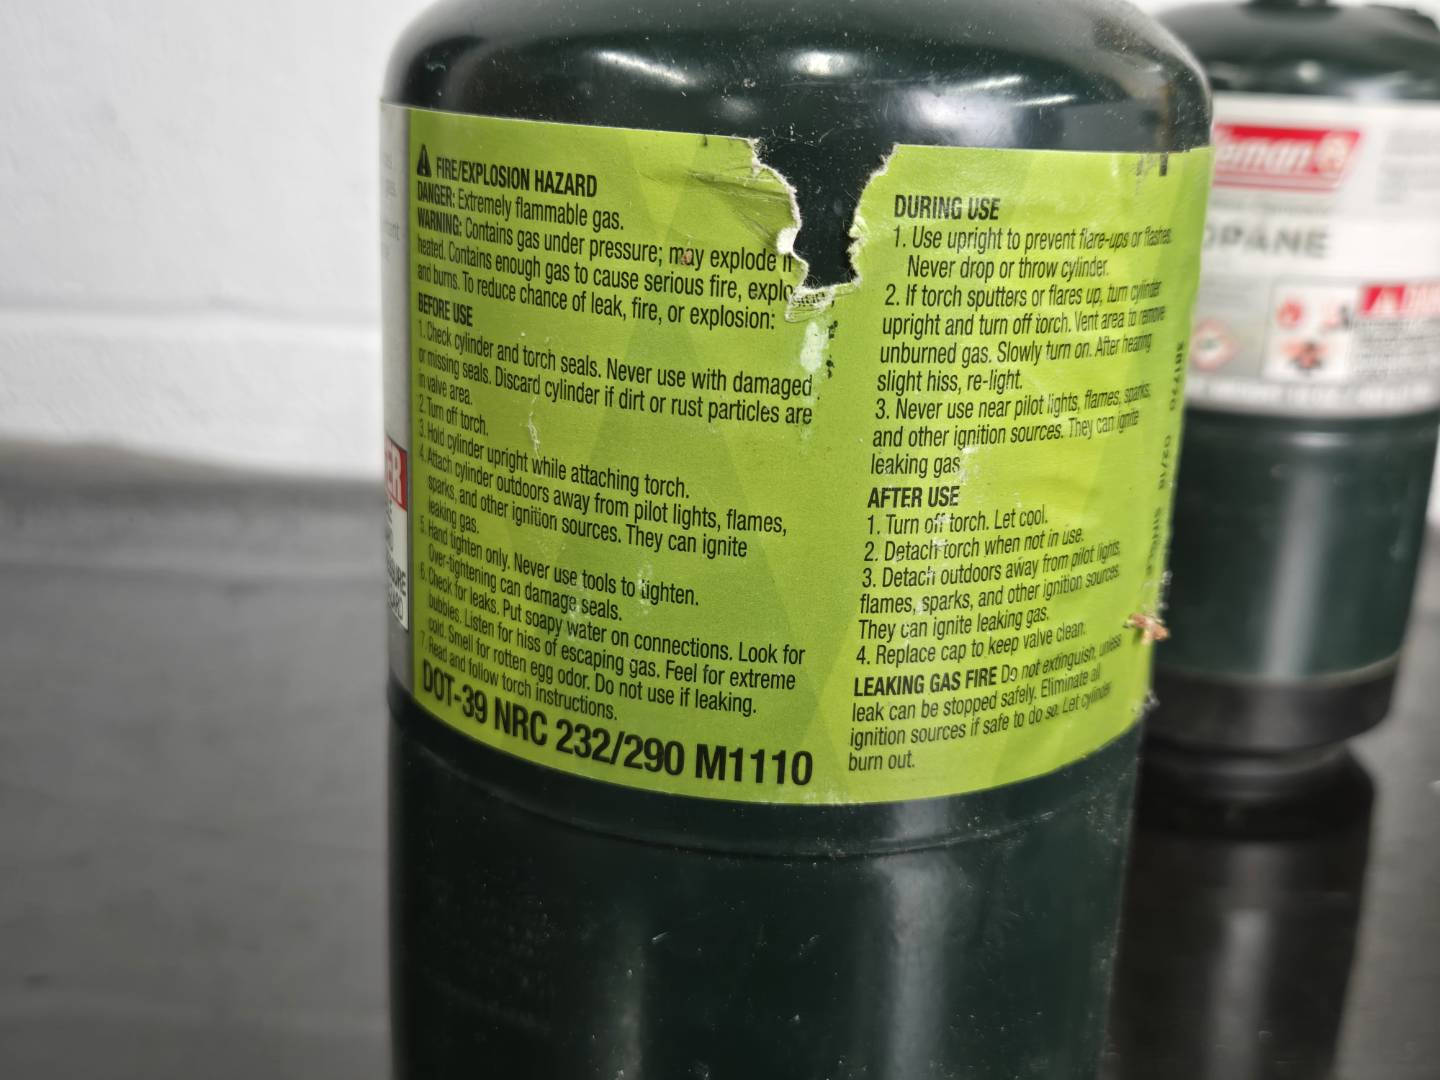 FIRE/EXPLOSION HAZARD
DANGER: Extremely flammable gas.
WARNING: Contains gas under pressure; may explode if
heated. Contains enough gas to cause serious fire, explo
and burns. To reduce chance of leak, fire, or explosion:
BEFORE USE
1. Check cylinder and torch seals. Never use with damaged
or missing seals. Discard cylinder if dirt or rust particles are
in valve area.
2. Turn off torch.
3. Hold cylinder upright while attaching torch.
4. Attach cylinder outdoors away from pilot lights, flames,
sparks, and other ignition sources. They can ignite
leaking gas.
5. Hand tighten only. Never use tools to tighten.
Over-tightening can damage seals.
6. Check for leaks. Put soapy water on connections. Look for
bubbles. Listen for hiss of escaping gas. Feel for extreme
cold. Smell for rotten egg odor. Do not use if leaking.
7. Read and follow torch instructions.
DOT-39 NRC 232/290 M1110
DURING USE
1. Use upright to prevent flare-ups or flashes.
Never drop or throw cylinder.
2. If torch sputters or flares up, turn cylinder
upright and turn off torch. Vent area to remove
unburned gas. Slowly turn on. After hearing
slight hiss, re-light.
3. Never use near pilot lights, flames, sparks,
and other ignition sources. They can ignite
leaking gas.
AFTER USE
1. Turn off torch. Let cool.
2. Detach torch when not in use.
3. Detach outdoors away from pilot lights,
flames, sparks, and other ignition sources.
They can ignite leaking gas.
4. Replace cap to keep valve clean.
LEAKING GAS FIRE Do not extinguish, unless
leak can be stopped safely. Eliminate all
ignition sources if safe to do so. Let cylinder
burn out.
eman
OPANE